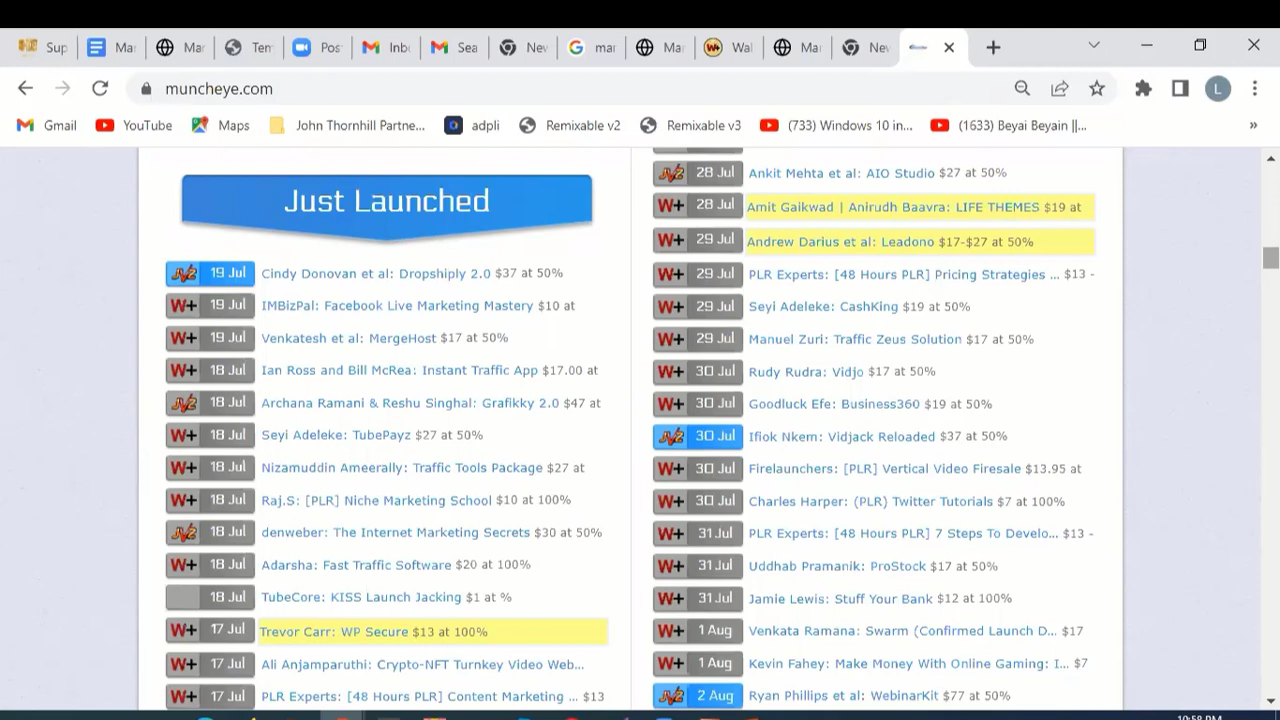 Sup
Ma
Mar
Ten
Pos
Inb
Sea
Nev
mar
Ma
Wal
Ma
Nev
muncheye.com
L
Gmail
YouTube
Maps
John Thornhill Partne...
adpli
Remixable v2
Remixable v3
(733) Windows 10 in...
(1633) Beyai Beyain ||...
»
Just Launched
19 Jul Cindy Donovan et al: Dropshiply 2.0 $37 at 50%
W+ 19 Jul IMBizPal: Facebook Live Marketing Mastery $10 at
W+ 19 Jul Venkatesh et al: MergeHost $17 at 50%
W+ 18 Jul Ian Ross and Bill McRea: Instant Traffic App $17.00 at
18 Jul Archana Ramani & Reshu Singhal: Grafikky 2.0 $47 at
W+ 18 Jul Seyi Adeleke: TubePayz $27 at 50%
W+ 18 Jul Nizamuddin Ameerally: Traffic Tools Package $27 at
W+ 18 Jul Raj.S: [PLR] Niche Marketing School $10 at 100%
18 Jul denweber: The Internet Marketing Secrets $30 at 50%
W+ 18 Jul Adarsha: Fast Traffic Software $20 at 100%
18 Jul TubeCore: KISS Launch Jacking $1 at %
W+ 17 Jul Trevor Carr: WP Secure $13 at 100%
W+ 17 Jul Ali Anjamparuthi: Crypto-NFT Turnkey Video Web...
W+ 17 Jul PLR Experts: [48 Hours PLR] Content Marketing ... $13
28 Jul Ankit Mehta et al: AIO Studio $27 at 50%
W+ 28 Jul Amit Gaikwad | Anirudh Baavra: LIFE THEMES $19 at
W+ 29 Jul Andrew Darius et al: Leadono $17-$27 at 50%
W+ 29 Jul PLR Experts: [48 Hours PLR] Pricing Strategies ... $13 -
W+ 29 Jul Seyi Adeleke: CashKing $19 at 50%
W+ 29 Jul Manuel Zuri: Traffic Zeus Solution $17 at 50%
W+ 30 Jul Rudy Rudra: Vidjo $17 at 50%
W+ 30 Jul Goodluck Efe: Business360 $19 at 50%
30 Jul Ifiok Nkem: Vidjack Reloaded $37 at 50%
W+ 30 Jul Firelaunchers: [PLR] Vertical Video Firesale $13.95 at
W+ 30 Jul Charles Harper: (PLR) Twitter Tutorials $7 at 100%
W+ 31 Jul PLR Experts: [48 Hours PLR] 7 Steps To Develo... $13 -
W+ 31 Jul Uddhab Pramanik: ProStock $17 at 50%
W+ 31 Jul Jamie Lewis: Stuff Your Bank $12 at 100%
W+ 1 Aug Venkata Ramana: Swarm (Confirmed Launch D... $17
W+ 1 Aug Kevin Fahey: Make Money With Online Gaming: I... $7
2 Aug Ryan Phillips et al: WebinarKit $77 at 50%